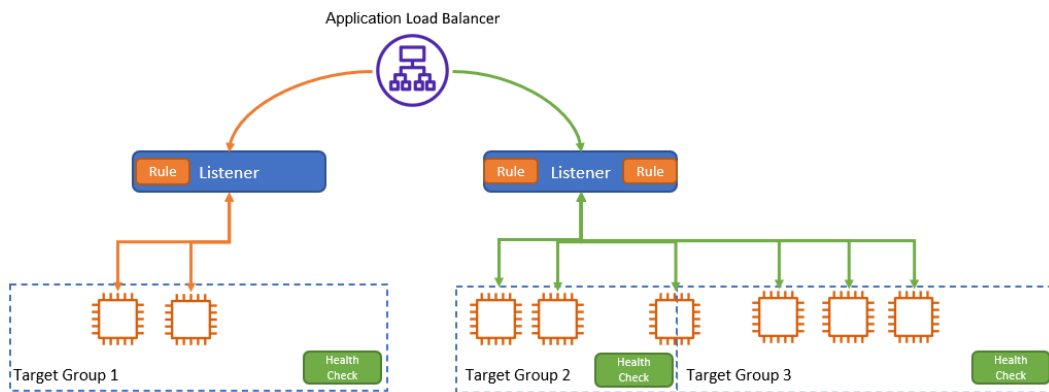 Application Load Balancer
Rule Listener
Rule Listener Rule
Target Group 1
Health
Check
Target Group 2
Health
Check
Target Group 3
Health
Check